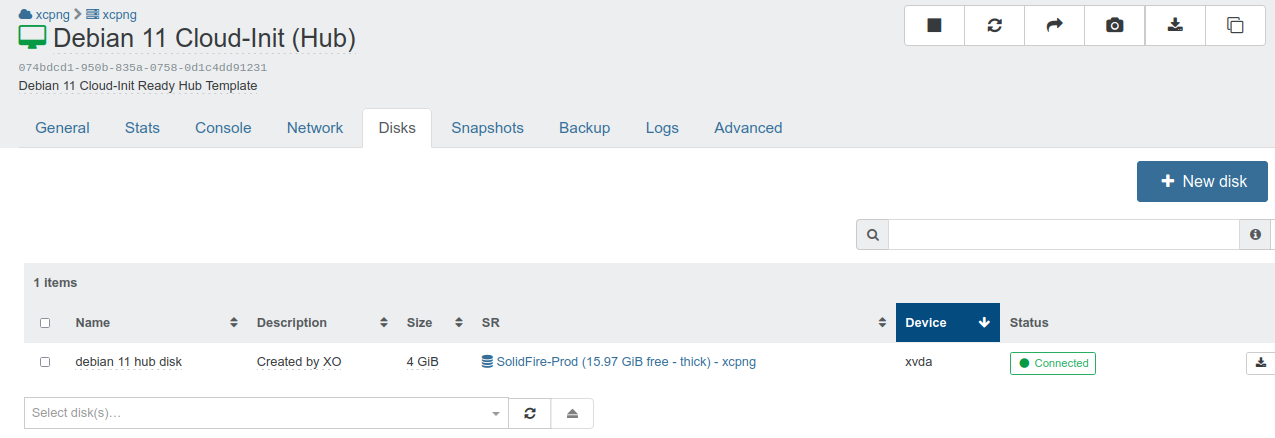 xcpng xcpng
Debian 11 Cloud-Init (Hub)
074bdcd1-950b-835a-0758-0d1c4dd91231
Debian 11 Cloud-Init Ready Hub Template
General Stats Console Network Disks Snapshots Backup Logs Advanced
New disk
1 items
Name Description Size SR Device Status
debian 11 hub disk Created by XO 4 GiB SolidFire-Prod (15.97 GiB free - thick) - xcpng xvda Connected
Select disk(s)…